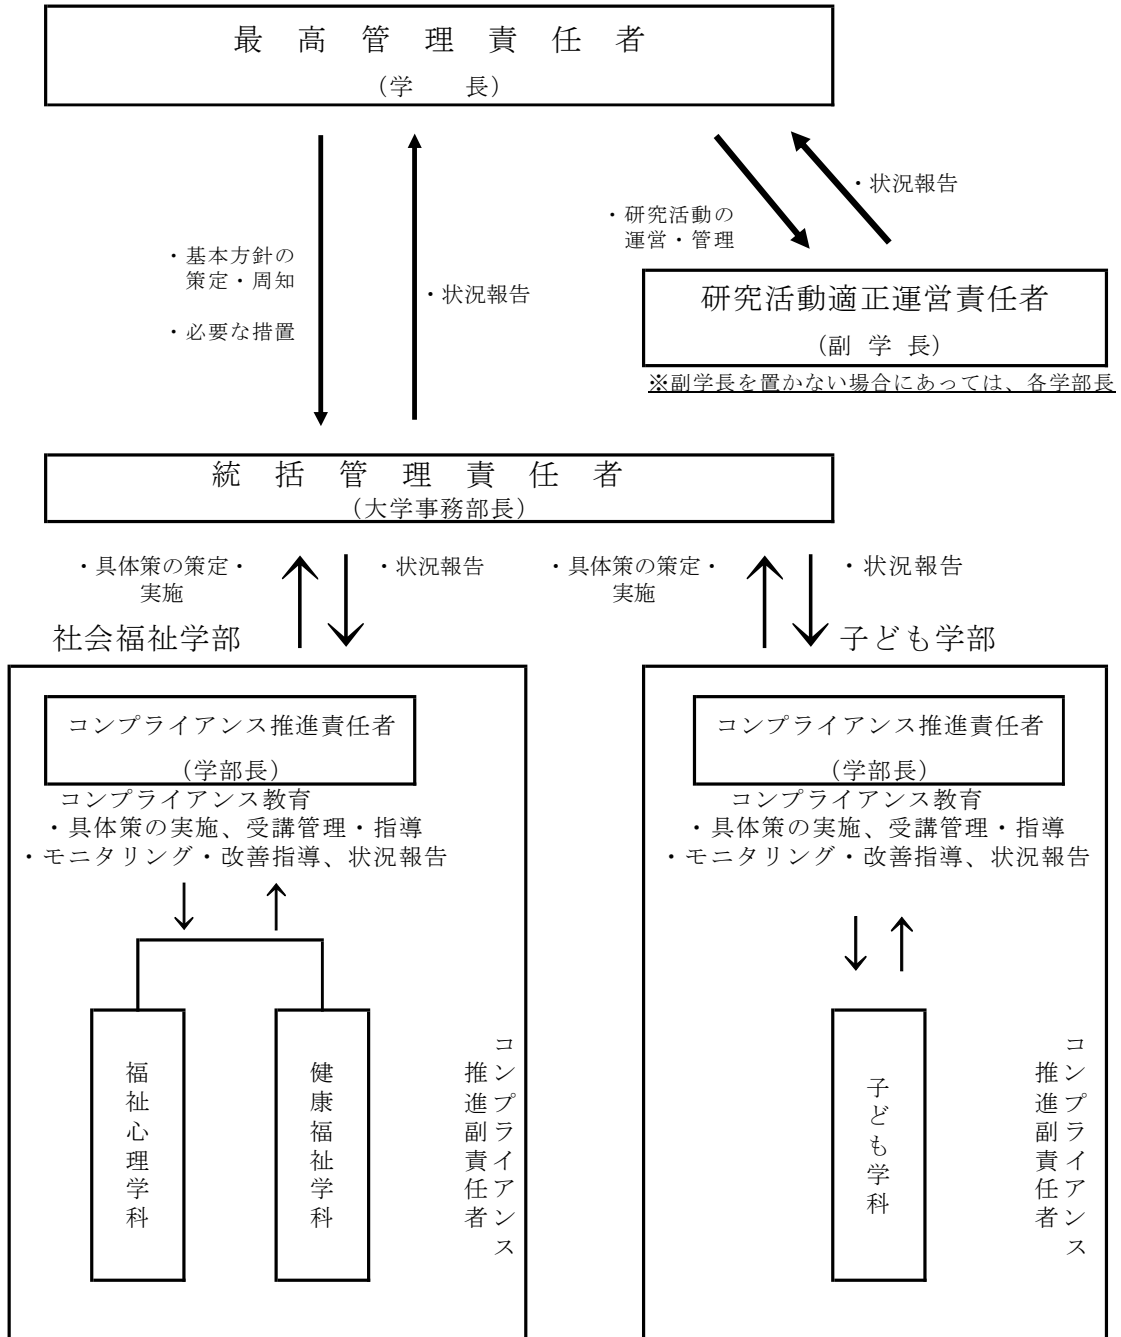 最高管理責任者
（学　長）
・状況報告
・研究活動の
運営・管理
・基本方針の
策定・周知
・必要な措置
・状況報告
研究活動適正運営責任者
（副学長）
※副学長を置かない場合にあっては、各学部長
統括管理責任者
（大学事務部長）
・具体策の策定・
実施
・状況報告
・具体策の策定・
実施
・状況報告
社会福祉学部
子ども学部
コンプライアンス推進責任者
（学部長）
コンプライアンス教育
・具体策の実施、受講管理・指導
・モニタリング・改善指導、状況報告
福祉心理学科
健康福祉学科
コンプライアンス
推進副責任者
コンプライアンス推進責任者
（学部長）
コンプライアンス教育
・具体策の実施、受講管理・指導
・モニタリング・改善指導、状況報告
子ども学科
コンプライアンス
推進副責任者